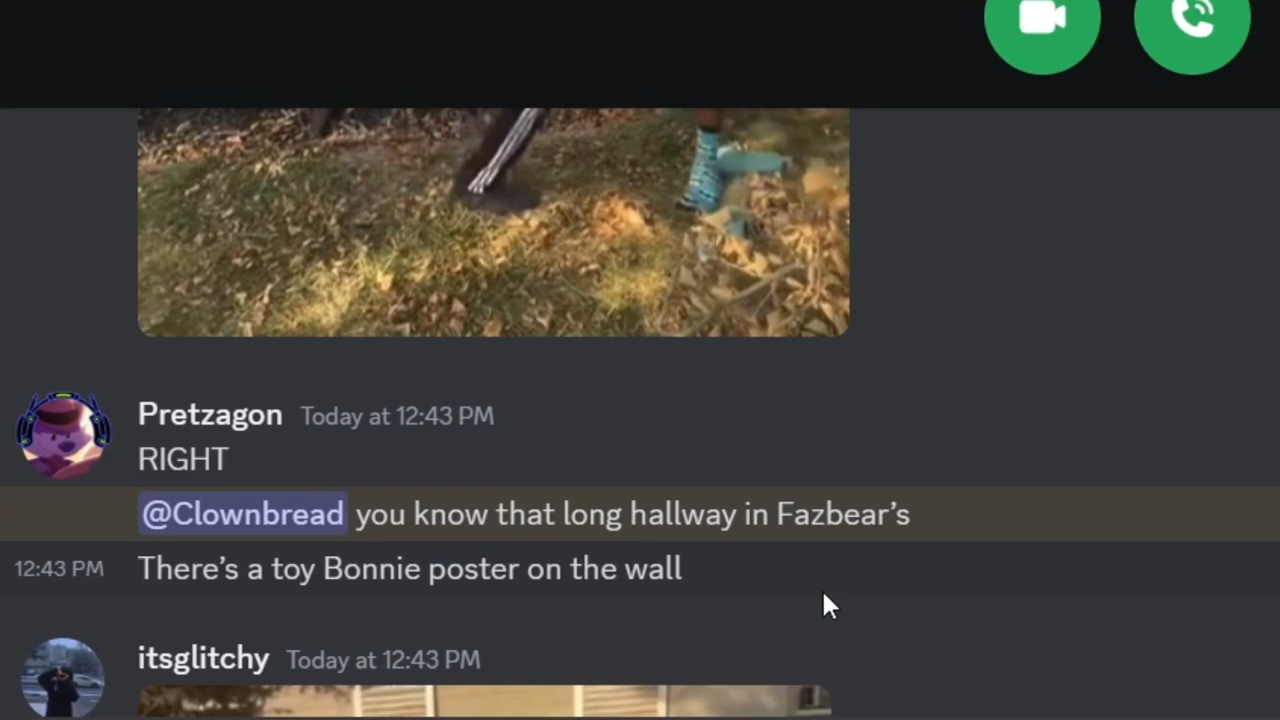 Pretzagon Today at 12:43 PM
RIGHT
@Clownbread you know that long hallway in Fazbear’s
12:43 PM There’s a toy Bonnie poster on the wall
itsglitchy Today at 12:43 PM